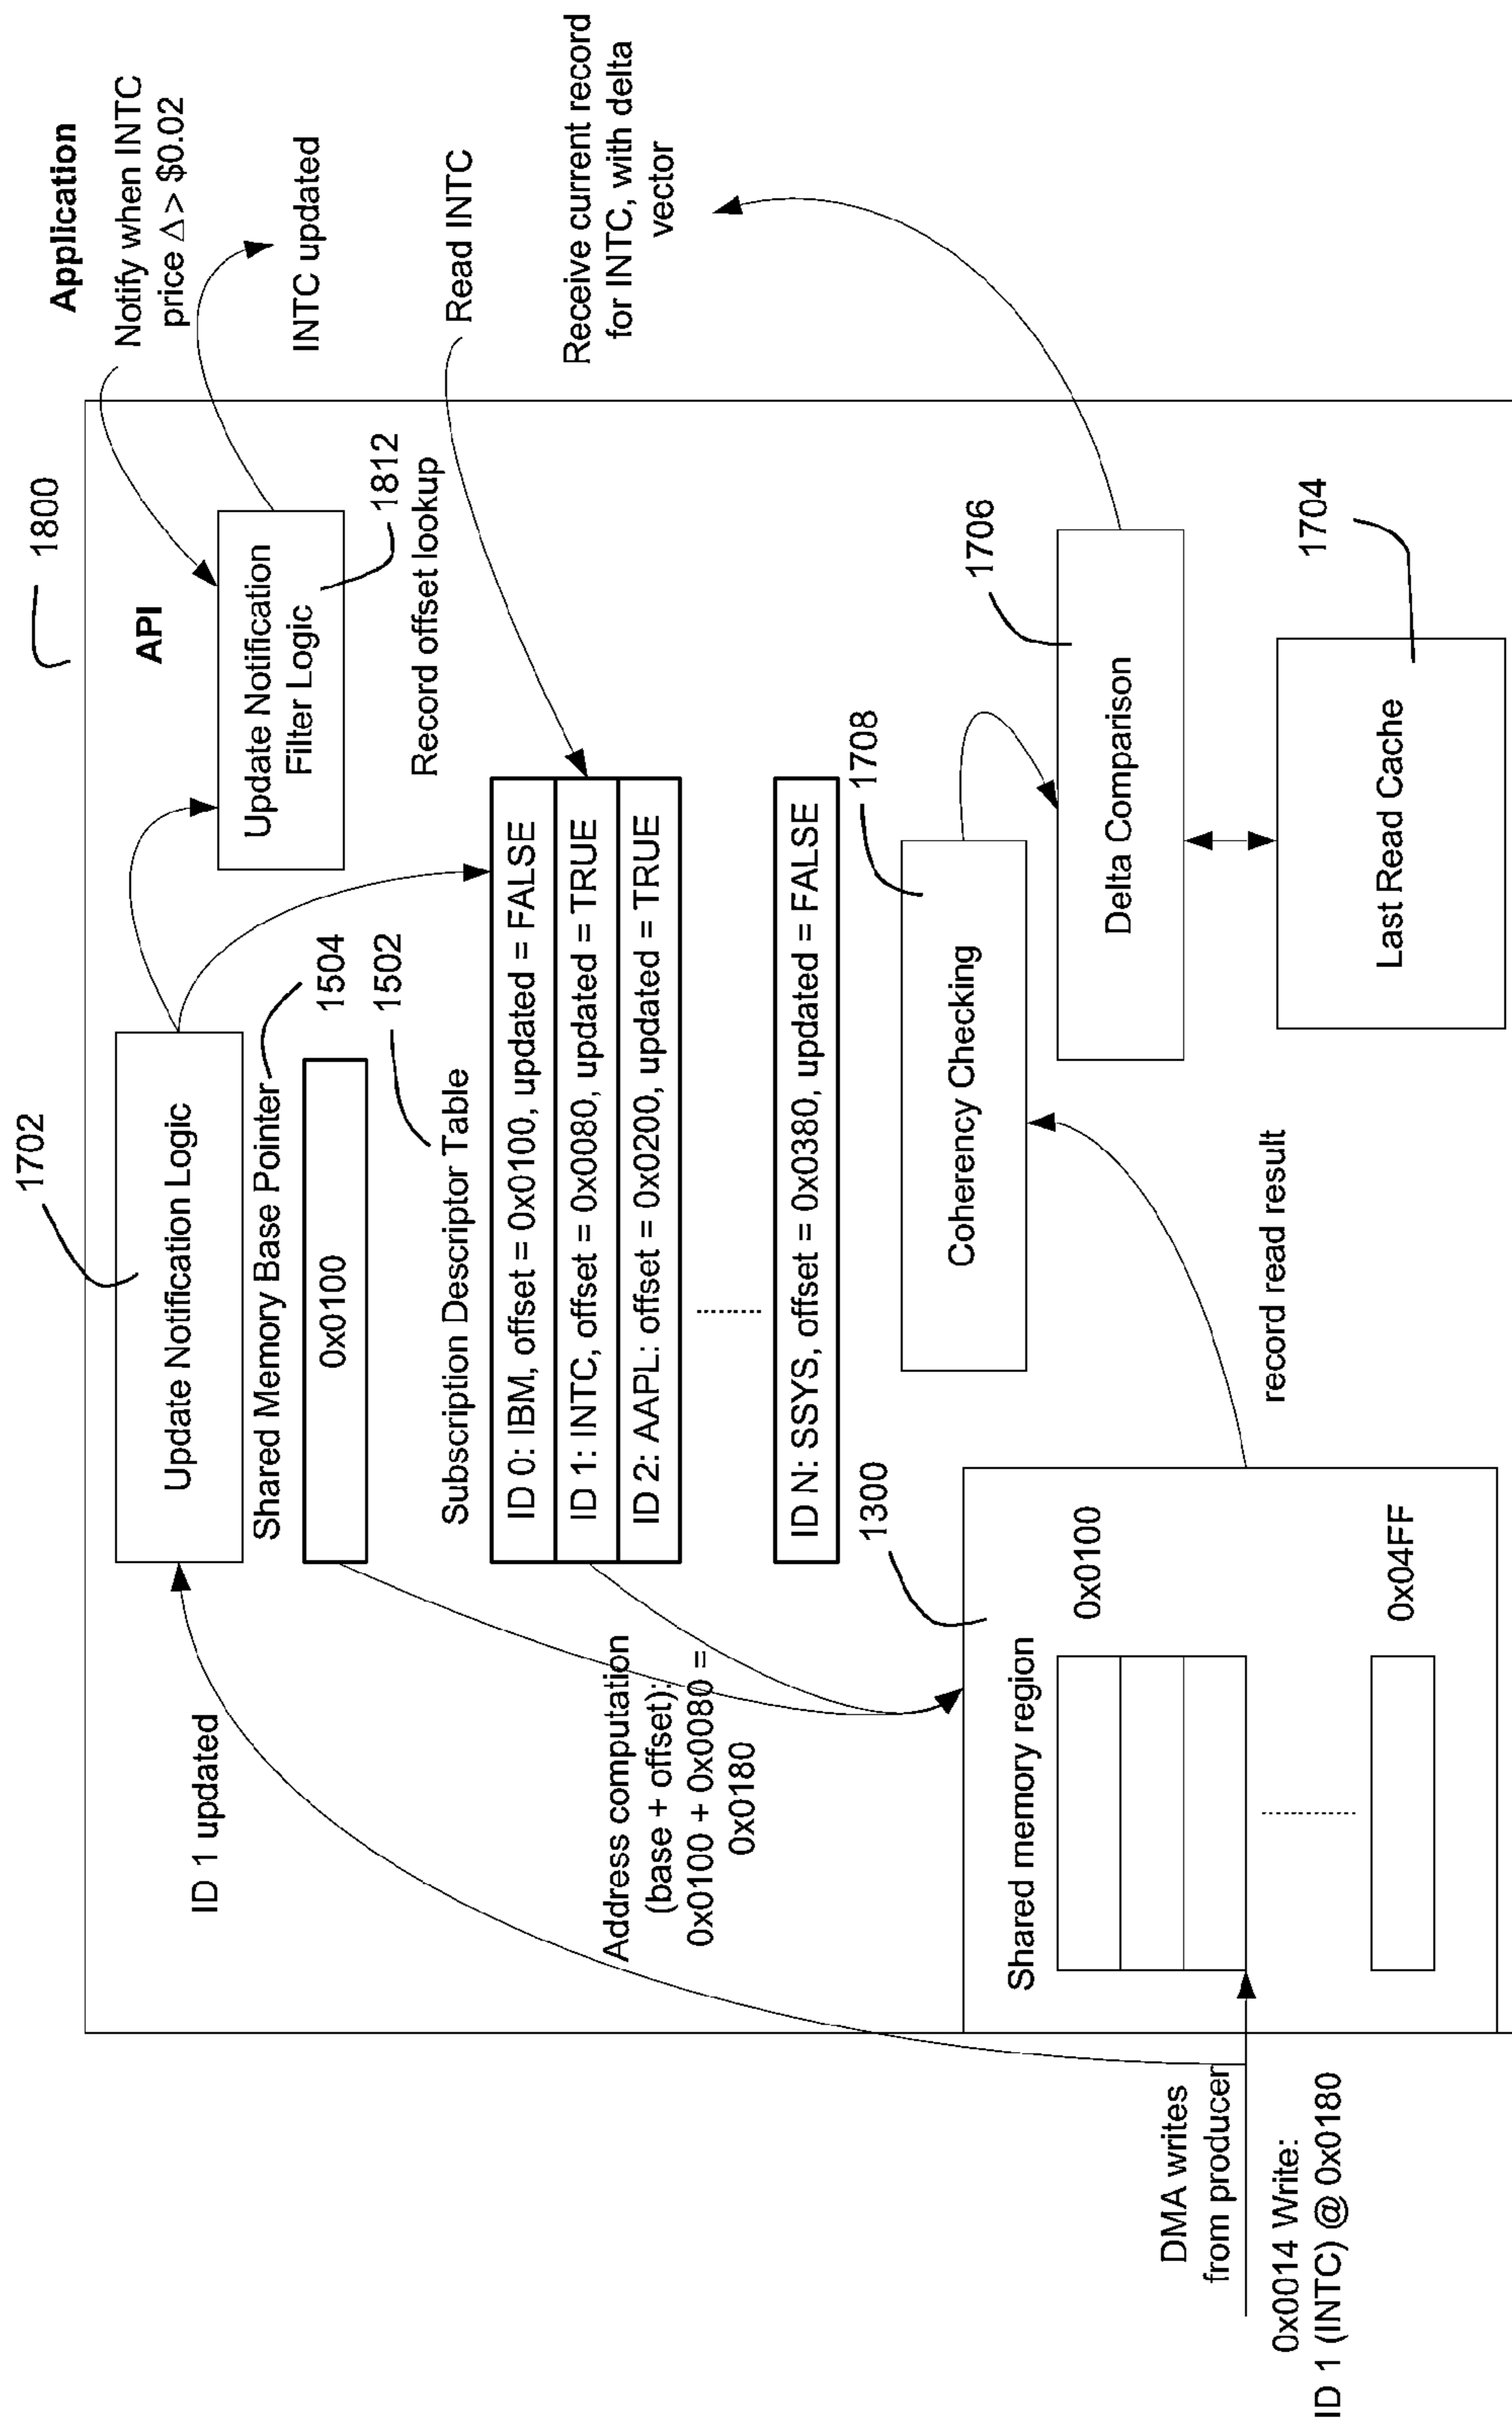 1800
Application
API
Notify when INTC
price Δ> $0.02
INTC updated
1702
Update Notification Logic
Update Notification
Filter Logic
1812
ID 1 updated
Shared Memory Base Pointer
1504
0x0100
1502
Record offset lookup
Subscription Descriptor Table
Read INTC
ID 0: IBM, offset = 0x0100, updated = FALSE
ID 1: INTC, offset = 0x0080, updated = TRUE
ID 2: AAPL: offset = 0x0200, updated = TRUE
ID N: SSYS, offset = 0x0380, updated = FALSE
Address computation
(base + offset):
0x0100 + 0x0080 =
0x0180
Receive current record
for INTC, with delta
vector
1300
1708
Coherency Checking
1706
Delta Comparison
Shared memory region
0x0100
0x04FF
record read result
1704
Last Read Cache
DMA writes
from producer
0x0014 Write:
ID 1 (INTC) @ 0x0180